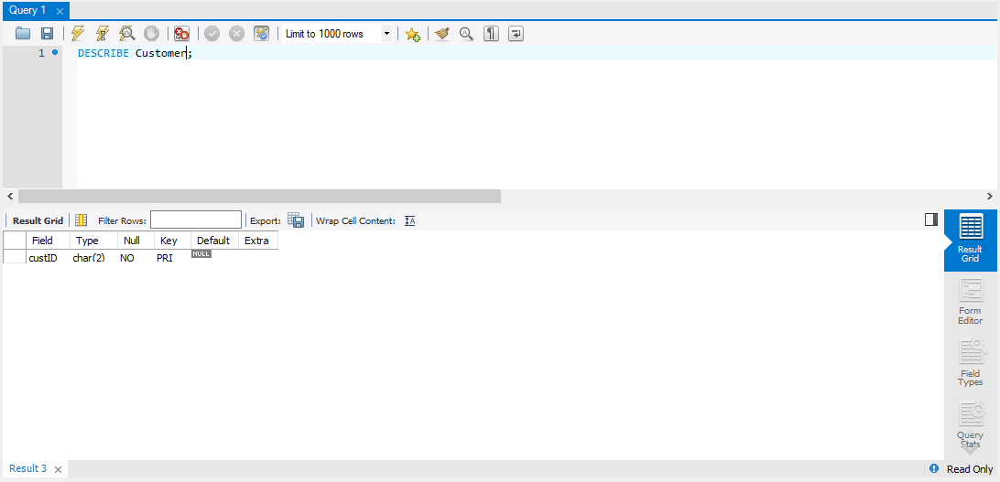 Query 1
Limit to 1000 rows
1 DESCRIBE Customer;
Result Grid Filter Rows: Export: Wrap Cell Content:
Field Type Null Key Default Extra
custID char(2) NO PRI NULL
Result
Grid
Form
Editor
Field
Types
Query
Stats
Result 3
Read Only